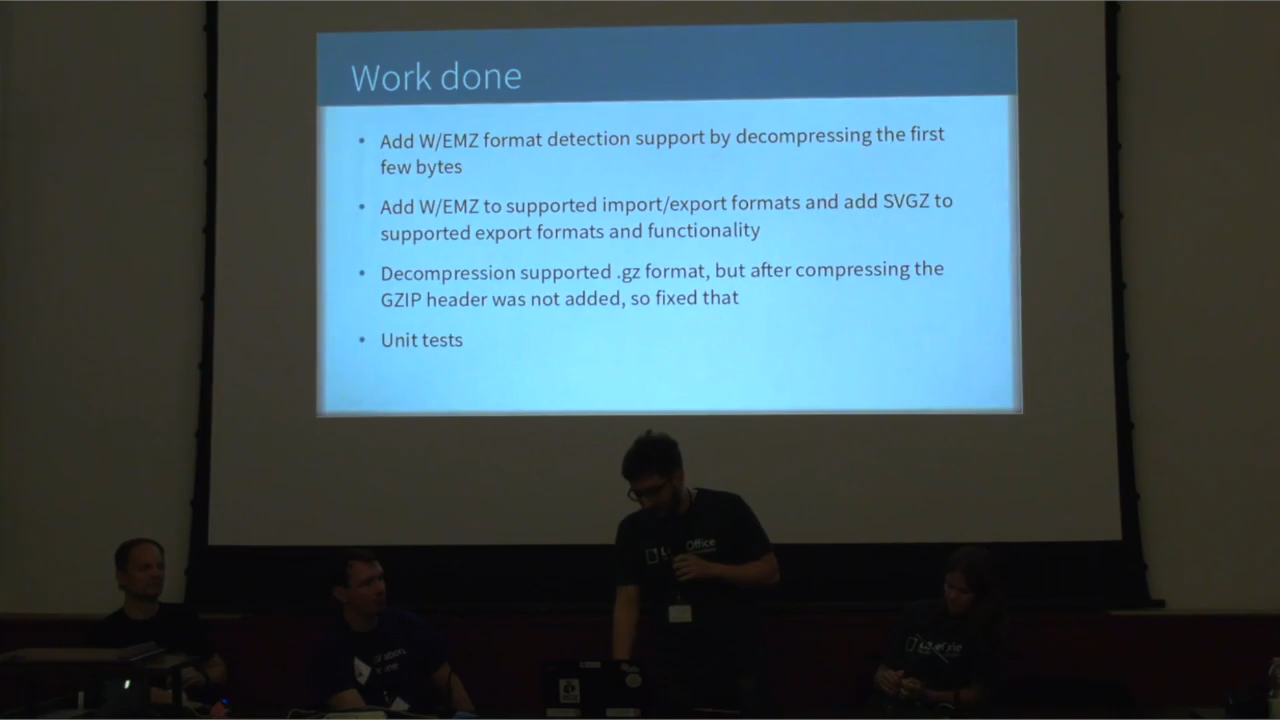 Work done
• Add W/EMZ format detection support by decompressing the first
few bytes
• Add W/EMZ to supported import/export formats and add SVGZ to
supported export formats and functionality
• Decompression supported .gz format, but after compressing the
GZIP header was not added, so fixed that
• Unit tests
Office